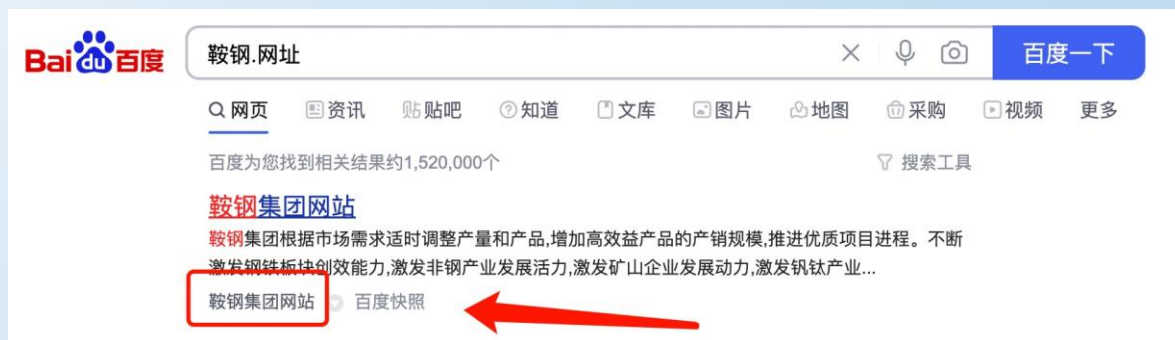 Baidu百度
鞍钢.网址
百度一下
网页 资讯 贴吧 知道 文库 图片 地图 采购 视频 更多
百度为您找到相关结果约1,520,000个
搜索工具
鞍钢集团网站
鞍钢集团根据市场需求适时调整产量和产品,增加高效益产品的产销规模,推进优质项目进程。不断
激发钢铁板块创效能力,激发非钢产业发展活力,激发矿山企业发展动力,激发钒钛产业...
鞍钢集团网站 百度快照